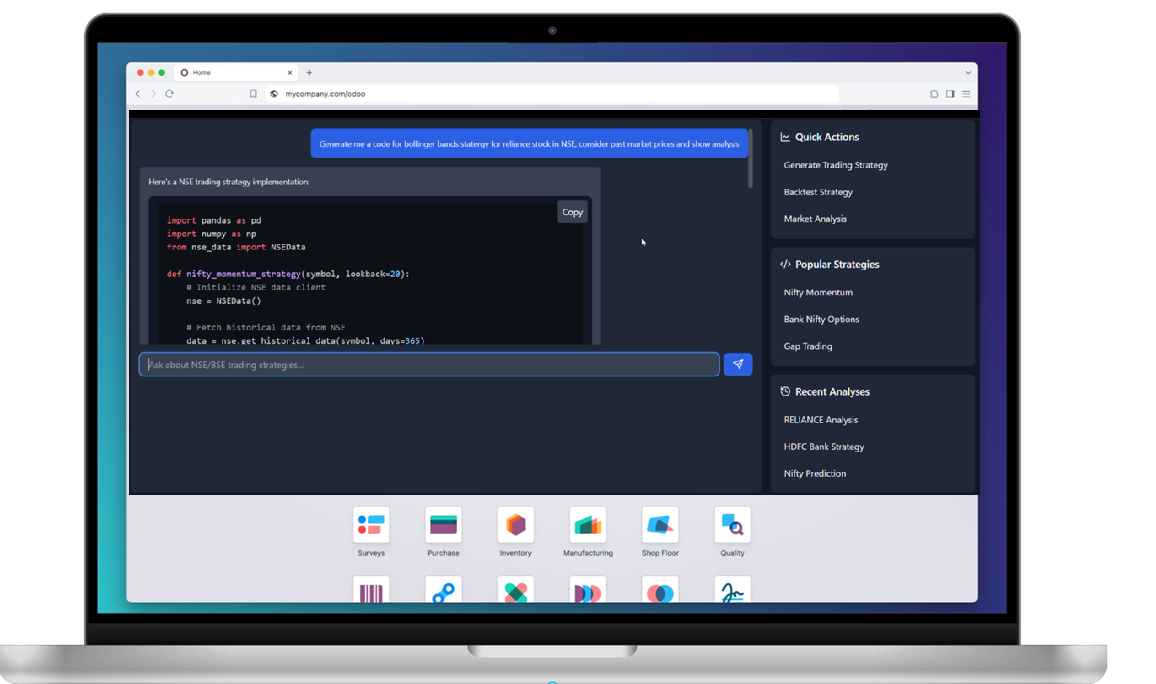 Home
mycompany.com/odoo
Generate me a code for bollinger bands statergy for reliance stock in NSE, consider past market prices and show analysis
Here's a NSE trading strategy implementation:
Copy
import pandas as pd
import numpy as np
from nse_data import NSEData
def nifty_momentum_strategy(symbol, lookback=20):
# Initialize NSE data client
nse = NSEData()
# Fetch historical data from NSE
data = nse.get_historical_data(symbol, days=365)
Ask about NSE/BSE trading strategies...
Quick Actions
Generate Trading Strategy
Backtest Strategy
Market Analysis
</> Popular Strategies
Nifty Momentum
Bank Nifty Options
Gap Trading
Recent Analyses
RELIANCE Analysis
HDFC Bank Strategy
Nifty Prediction
Surveys
Purchase
Inventory
Manufacturing
Shop Floor
Quality